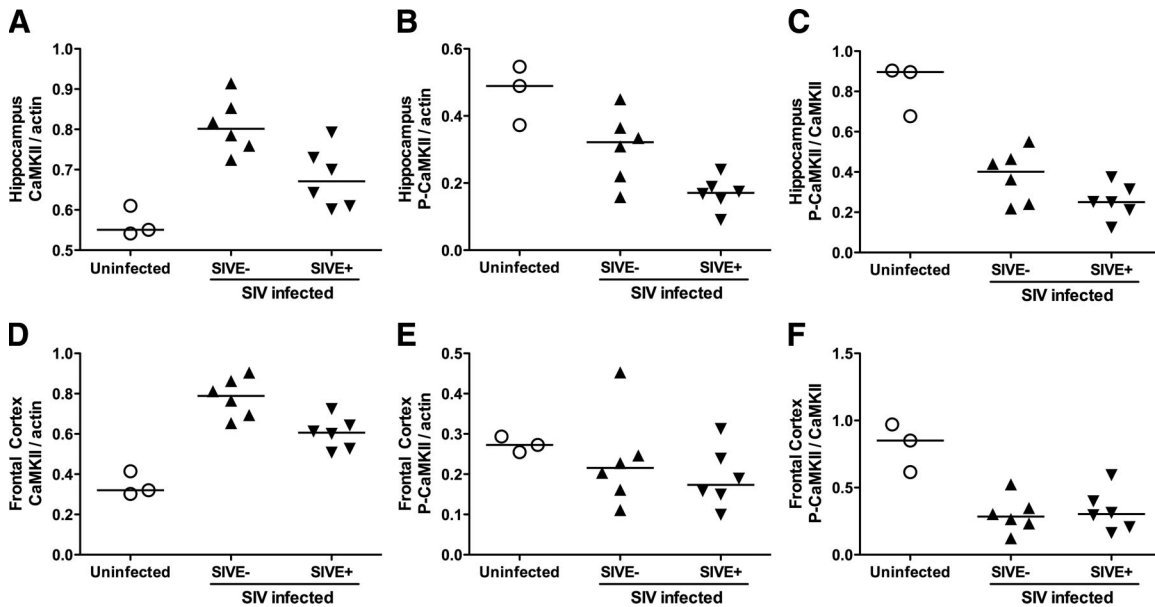 A
Hippocampus
CaMKII / actin
1.0
0.9
0.8
0.7
0.6
0.5
Uninfected
SIVE-
SIVE+
SIV infected
B
Hippocampus
P-CaMKII / actin
0.6
0.4
0.2
0.0
Uninfected
SIVE-
SIVE+
SIV infected
C
Hippocampus
P-CaMKII / CaMKII
1.0
0.8
0.6
0.4
0.2
0.0
Uninfected
SIVE-
SIVE+
SIV infected
D
Frontal Cortex
CaMKII / actin
1.0
0.8
0.6
0.4
0.2
0.0
Uninfected
SIVE-
SIVE+
SIV infected
E
Frontal Cortex
P-CaMKII / actin
0.5
0.4
0.3
0.2
0.1
0.0
Uninfected
SIVE-
SIVE+
SIV infected
F
Frontal Cortex
P-CaMKII / CaMKII
1.5
1.0
0.5
0.0
Uninfected
SIVE-
SIVE+
SIV infected